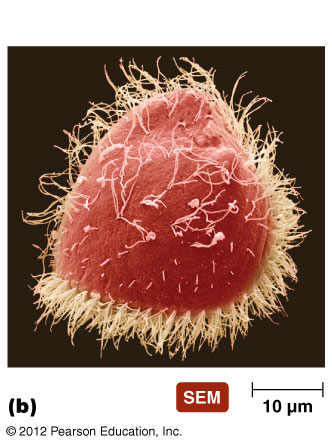 (b)
SEM
10 µm
© 2012 Pearson Education, Inc.